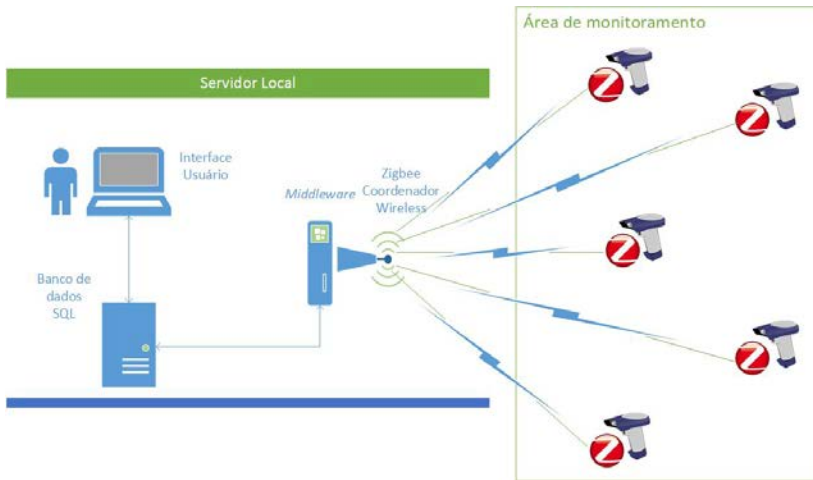 Área de monitoramento
Servidor Local
Interface
Usuário
Zigbee
Coordenador
Wireless
Middleware
Banco de
dados
SQL
Z
Z
Z
Z
Z